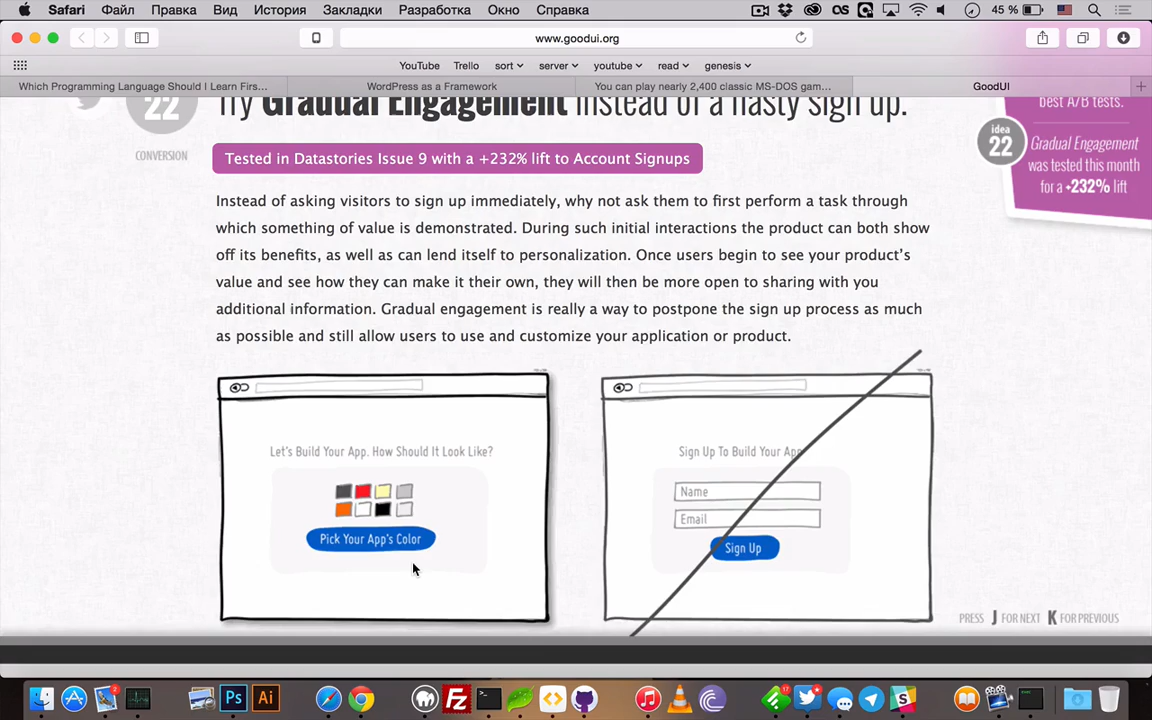 Safari Файл Правка Вид История Закладки Разработка Окно Справка OS 45 %
www.goodui.org
YouTube Trello sort server youtube read genesis
Which Programming Language Should I Learn Firs...
WordPress as a Framework
You can play nearly 2,400 classic MS-DOS gam...
GoodUI
22
CONVERSION
Try Gradual Engagement instead of a hasty sign up.
Tested in Datastories Issue 9 with a +232% lift to Account Signups
best A/B tests.
idea
22
Gradual Engagement
was tested this month
for a +232% lift
Instead of asking visitors to sign up immediately, why not ask them to first perform a task through
which something of value is demonstrated. During such initial interactions the product can both show
off its benefits, as well as can lend itself to personalization. Once users begin to see your product's
value and see how they can make it their own, they will then be more open to sharing with you
additional information. Gradual engagement is really a way to postpone the sign up process as much
as possible and still allow users to use and customize your application or product.
Let's Build Your App. How Should It Look Like?
Pick Your App's Color
Sign Up To Build Your App
Name
Email
Sign Up
PRESS J FOR NEXT K FOR PREVIOUS
Ps Ai Fz